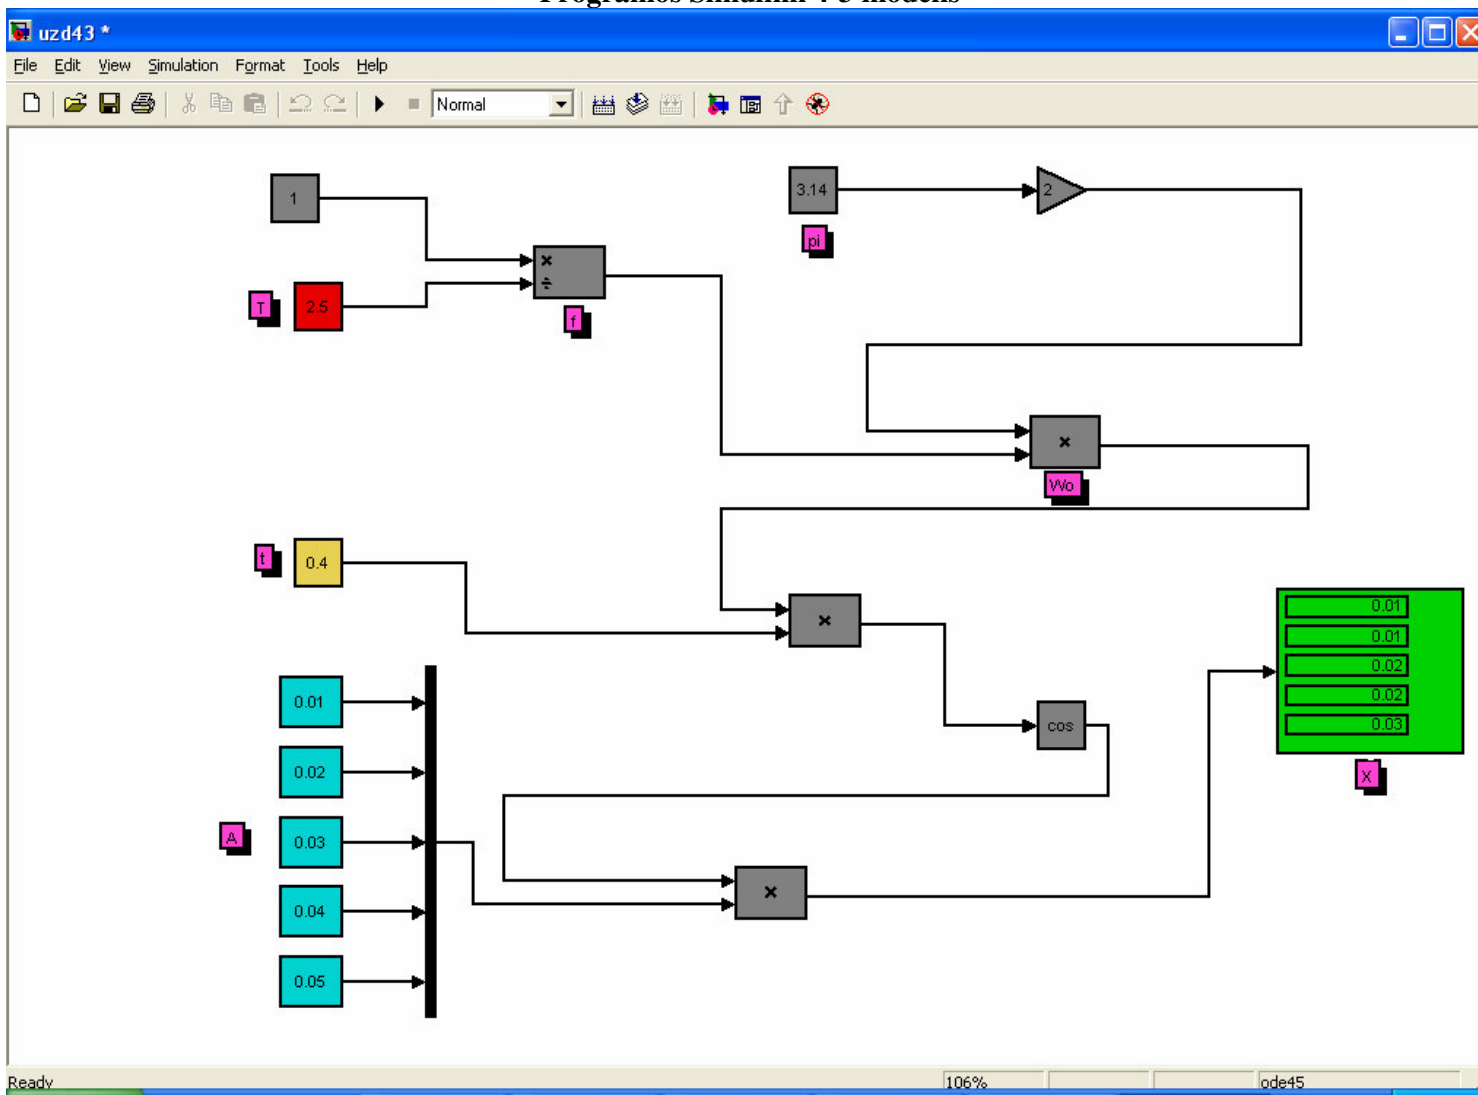 uzd43 *
File Edit View Simulation Format Tools Help
Normal
1
3.14
2
pi
×
÷
T
2.5
f
×
Wo
t
0.4
×
0.01
0.01
0.02
0.02
0.03
X
0.01
cos
0.02
A
0.03
×
0.04
0.05
Ready
106%
ode45